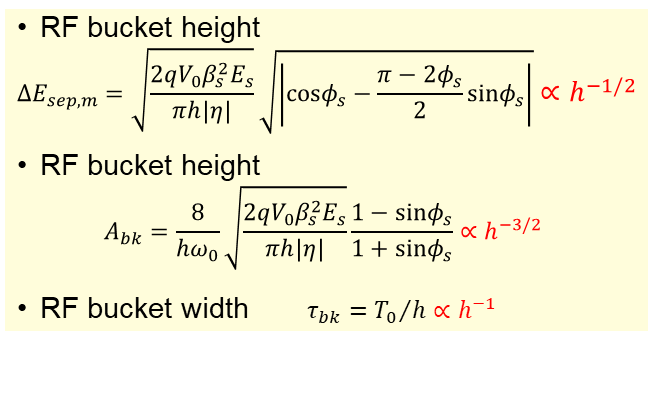 • RF bucket height
ΔE_{sep,m} = √(2qV₀β_s²E_s / πh|η|) √|cosϕ_s − (π − 2ϕ_s)/2 sinϕ_s| ∝ h^{−1/2}
• RF bucket height
A_{bk} = 8/(hω₀) √(2qV₀β_s²E_s / πh|η|) (1 − sinϕ_s)/(1 + sinϕ_s) ∝ h^{−3/2}
• RF bucket width τ_{bk} = T₀/h ∝ h^{−1}